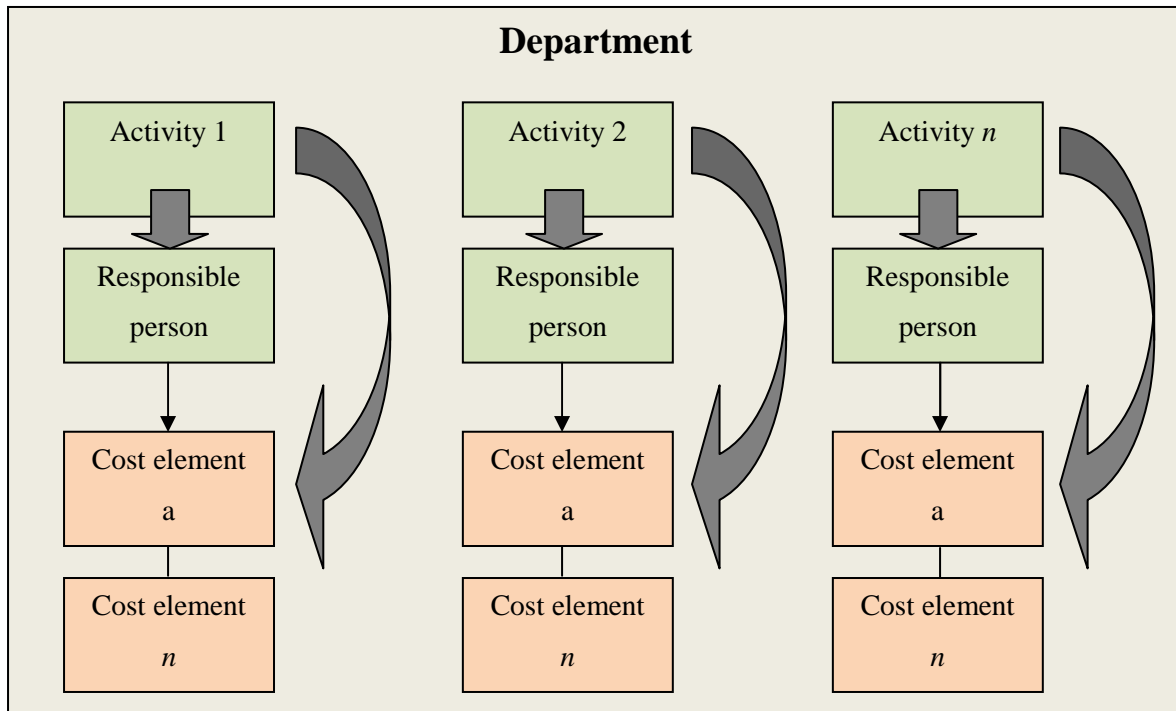 Department
Activity 1
Activity 2
Activity n
Responsible
person
Responsible
person
Responsible
person
Cost element
a
Cost element
a
Cost element
a
Cost element
n
Cost element
n
Cost element
n